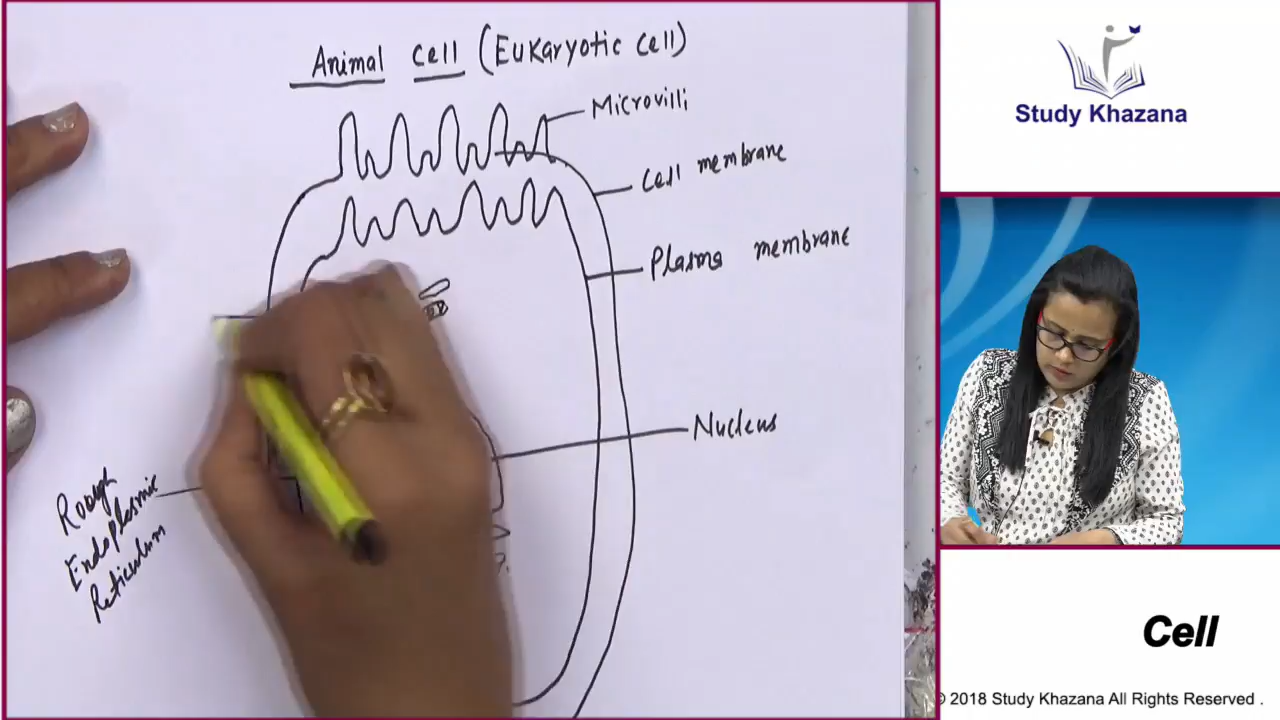 Animal cell (Eukaryotic cell)
Microvilli
Cell membrane
Plasma membrane
Nucleus
Rough
Endoplasmic
Reticulum
Study Khazana
Cell
© 2018 Study Khazana All Rights Reserved .